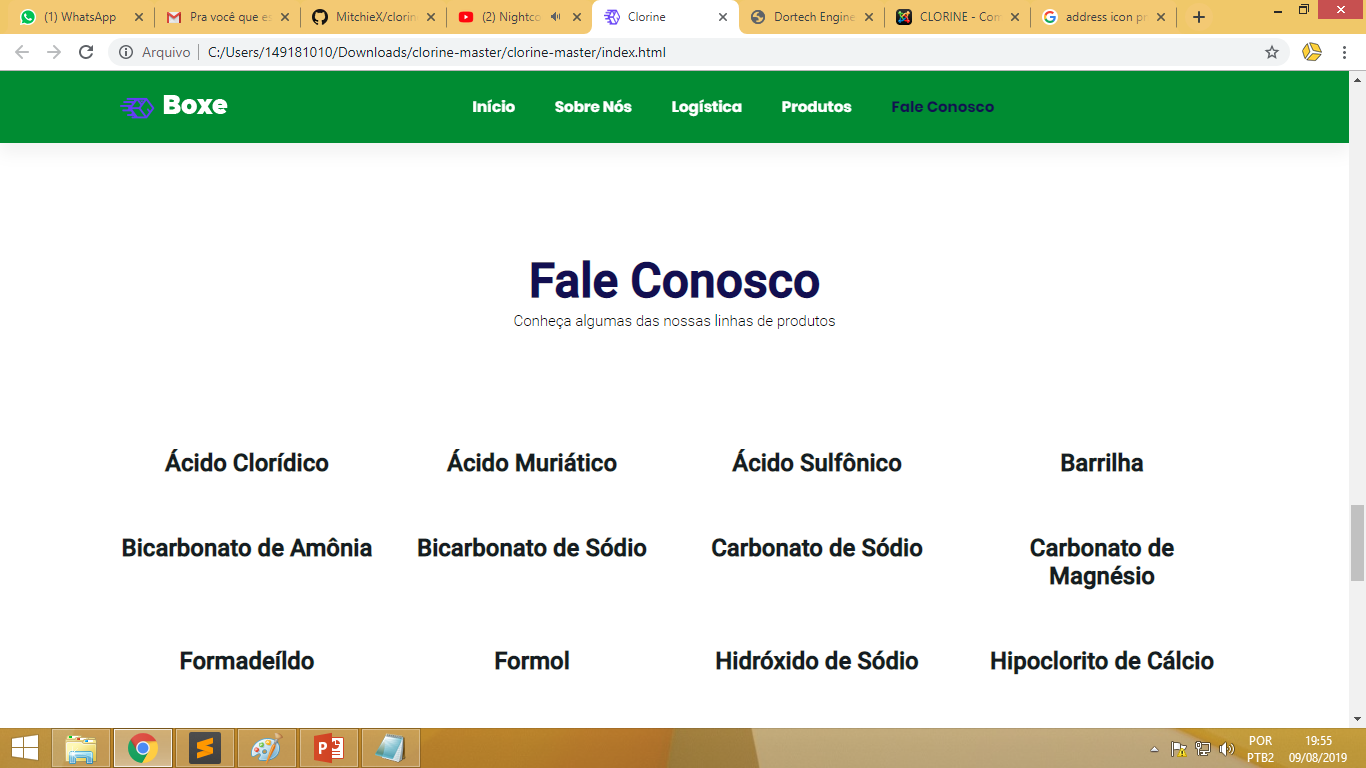 (1) WhatsApp
Pra você que es
MitchieX/clorin
(2) Nightco
Clorine
Dortech Engine
CLORINE - Com
address icon pr
Arquivo
C:/Users/149181010/Downloads/clorine-master/clorine-master/index.html
Boxe
Início
Sobre Nós
Logística
Produtos
Fale Conosco
Fale Conosco
Conheça algumas das nossas linhas de produtos
Ácido Clorídico
Ácido Muriático
Ácido Sulfônico
Barrilha
Bicarbonato de Amônia
Bicarbonato de Sódio
Carbonato de Sódio
Carbonato de
Magnésio
Formadeíldo
Formol
Hidróxido de Sódio
Hipoclorito de Cálcio
POR
PTB2
19:55
09/08/2019